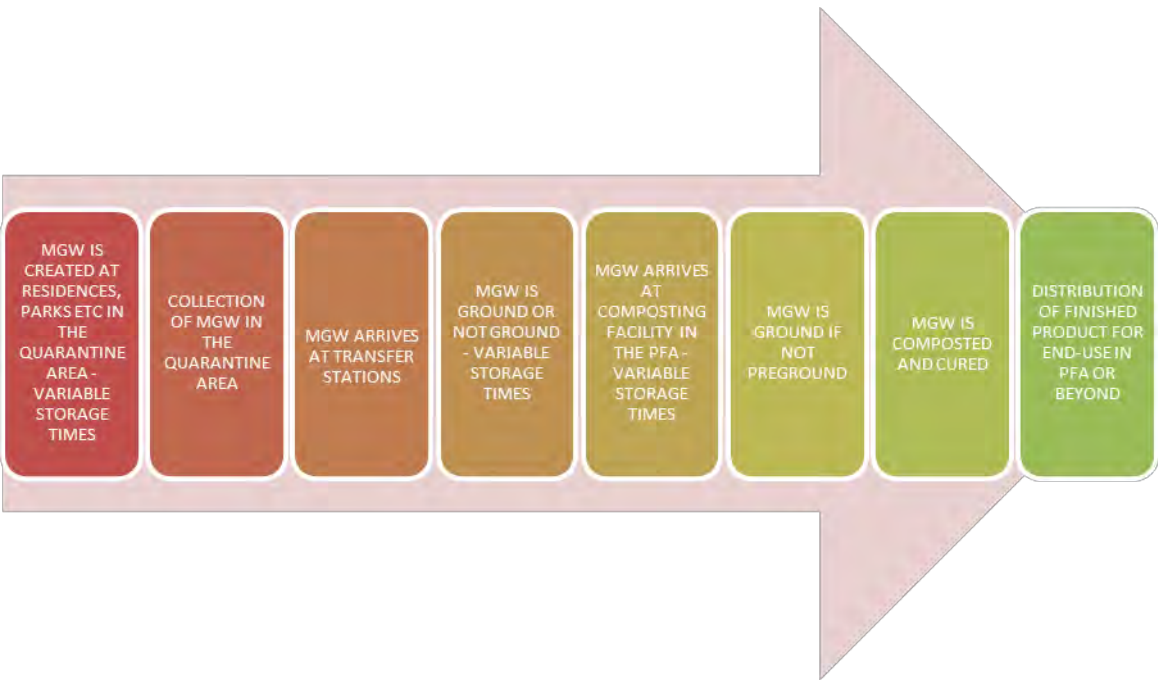 MGW IS
CREATED AT
RESIDENCES,
PARKS ETC IN
THE
QUARANTINE
AREA -
VARIABLE
STORAGE
TIMES
COLLECTION
OF MGW IN
THE
QUARANTINE
AREA
MGW ARRIVES
AT TRANSFER
STATIONS
MGW IS
GROUND OR
NOT GROUND
- VARIABLE
STORAGE
TIMES
MGW ARRIVES
AT
COMPOSTING
FACILITY IN
THE PFA -
VARIABLE
STORAGE
TIMES
MGW IS
GROUND IF
NOT
PREGROUND
MGW IS
COMPOSTED
AND CURED
DISTRIBUTION
OF FINISHED
PRODUCT FOR
END-USE IN
PFA OR
BEYOND